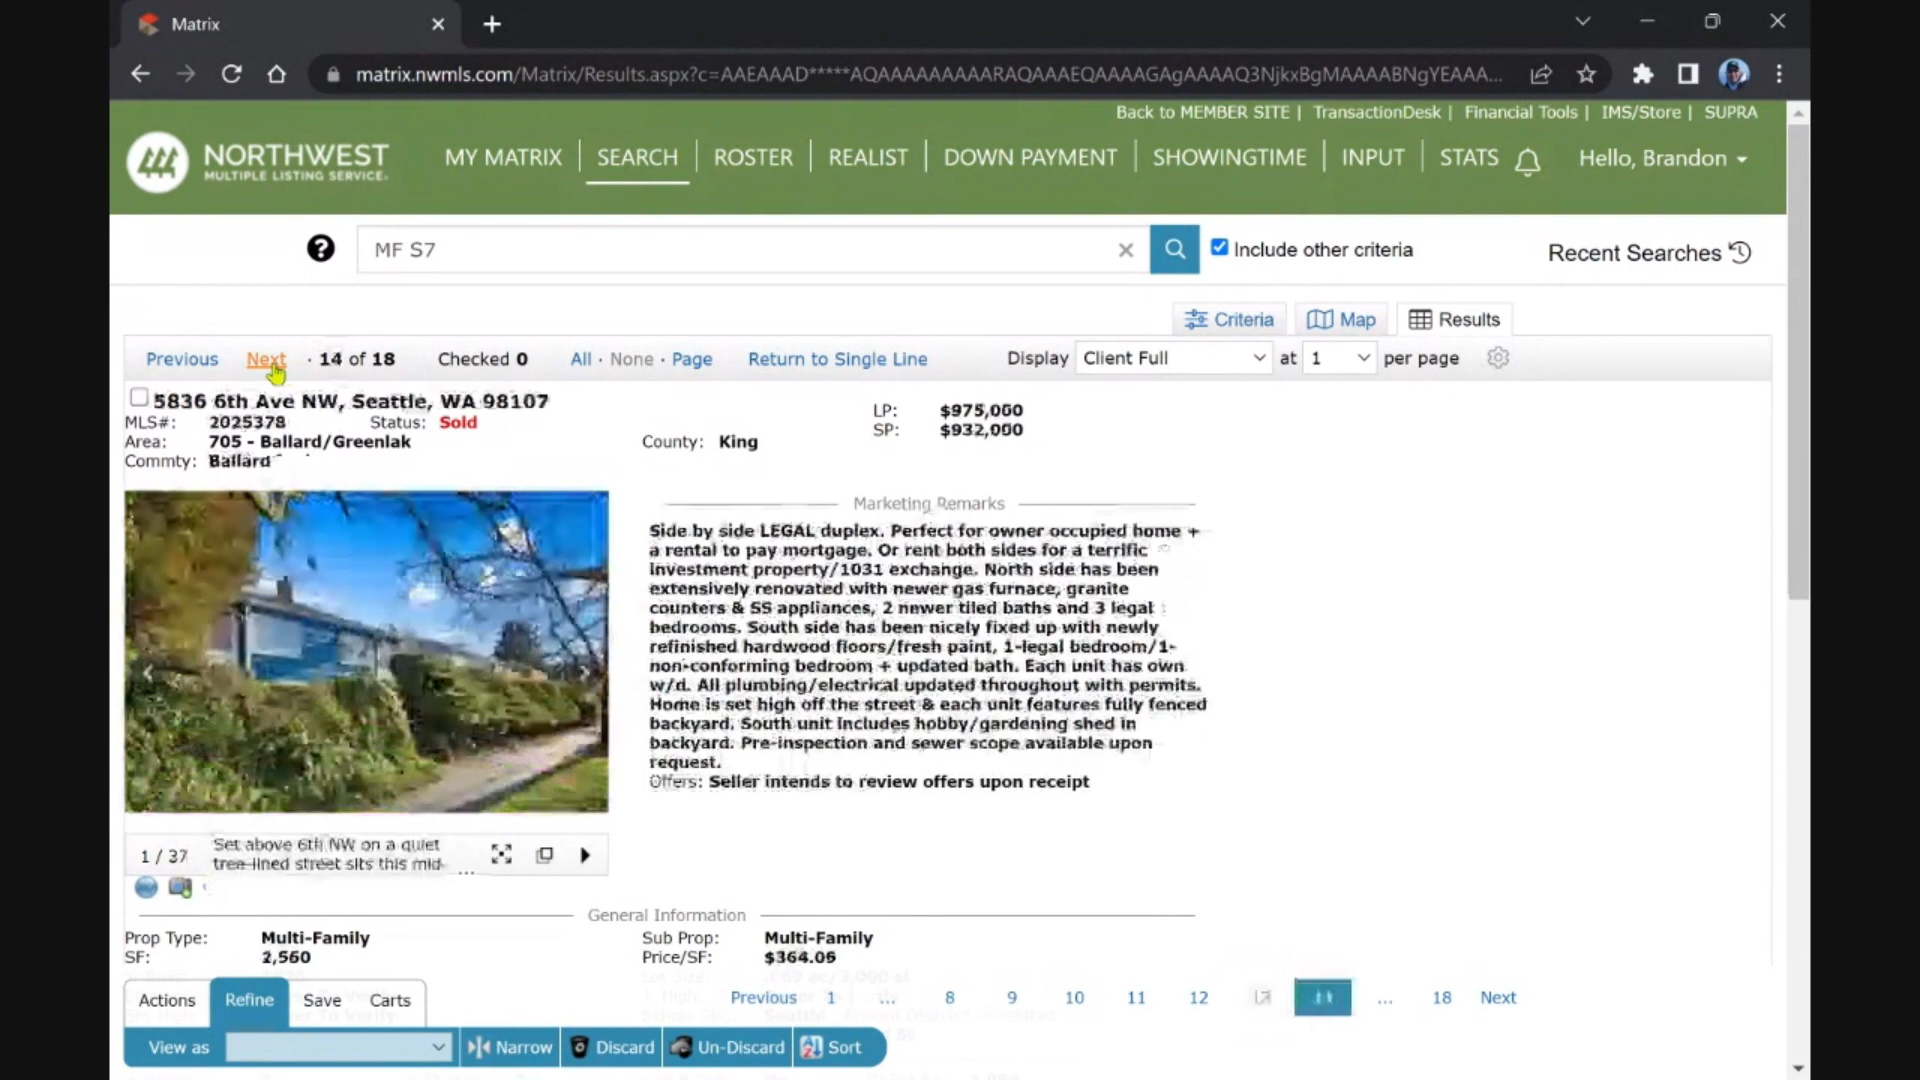 Matrix
matrix.nwmls.com/Matrix/Results.aspx?c=AAEAAAD*****AQAAAAAAAAARAQAAAEQAAAAGAgAAAAQ3NjkxBgMAAAABNgYEAAA...
Back to MEMBER SITE | TransactionDesk | Financial Tools | IMS/Store | SUPRA
NORTHWEST
MULTIPLE LISTING SERVICE
MY MATRIX SEARCH ROSTER REALIST DOWN PAYMENT SHOWINGTIME INPUT STATS Hello, Brandon
MF S7
Include other criteria
Recent Searches
Criteria Map Results
Previous Next · 14 of 18 Checked 0 All · None · Page Return to Single Line Display Client Full at 1 per page
5836 6th Ave NW, Seattle, WA 98107
MLS#: 2025378 Status: Sold
Area: 705 - Ballard/Greenlak
Commty: Ballard
County: King
LP: $975,000
SP: $932,000
Marketing Remarks
Side by side LEGAL duplex. Perfect for owner occupied home +
a rental to pay mortgage. Or rent both sides for a terrific
investment property/1031 exchange. North side has been
extensively renovated with newer gas furnace, granite
counters & SS appliances, 2 newer tiled baths and 3 legal
bedrooms. South side has been nicely fixed up with newly
refinished hardwood floors/fresh paint, 1-legal bedroom/1-
non-conforming bedroom + updated bath. Each unit has own
w/d. All plumbing/electrical updated throughout with permits.
Home is set high off the street & each unit features fully fenced
backyard. South unit includes hobby/gardening shed in
backyard. Pre-inspection and sewer scope available upon
request.
Offers: Seller intends to review offers upon receipt
1 / 37
Set above 6th NW on a quiet
tree-lined street sits this mid-
...
General Information
Prop Type: Multi-Family Sub Prop: Multi-Family
SF: 2,560 Price/SF: $364.06
Actions Refine Save Carts
Previous 1 ... 8 9 10 11 12 ... 18 Next
View as Narrow Discard Un-Discard Sort